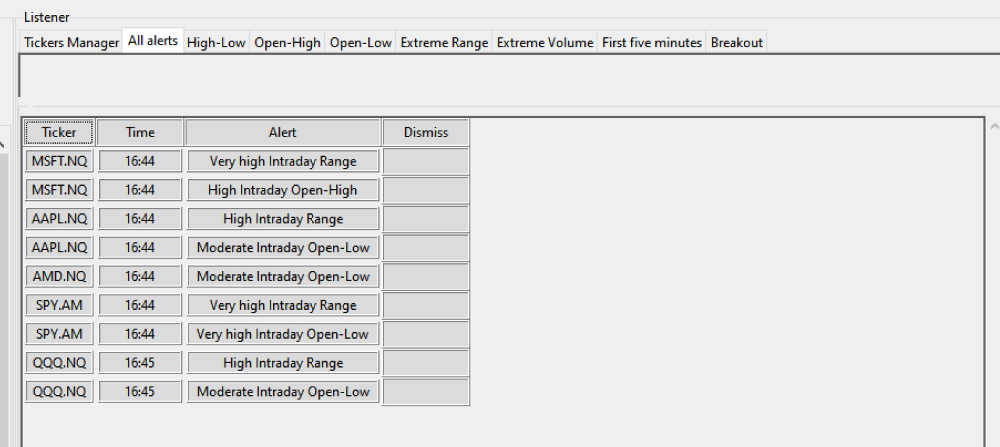 Listener
Tickers Manager All alerts High-Low Open-High Open-Low Extreme Range Extreme Volume First five minutes Breakout
Ticker Time Alert Dismiss
MSFT.NQ 16:44 Very high Intraday Range
MSFT.NQ 16:44 High Intraday Open-High
AAPL.NQ 16:44 High Intraday Range
AAPL.NQ 16:44 Moderate Intraday Open-Low
AMD.NQ 16:44 Moderate Intraday Open-Low
SPY.AM 16:44 Very high Intraday Range
SPY.AM 16:44 Very high Intraday Open-Low
QQQ.NQ 16:45 High Intraday Range
QQQ.NQ 16:45 Moderate Intraday Open-Low